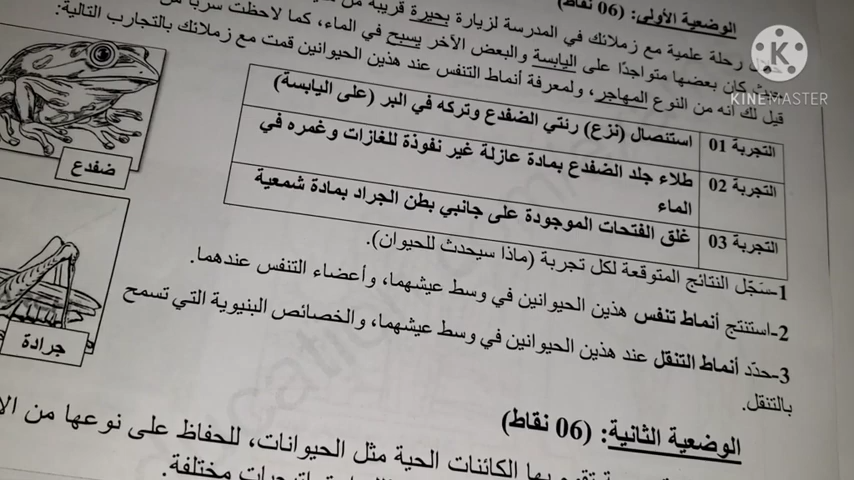 الوضعية الأولى: (06 نقاط)
رحلة علمية مع زملائك في المدرسة لزيارة بحيرة قريبة من
كان بعضها متواجدًا على اليابسة والبعض الآخر يسبح في الماء، كما لاحظت سربا من
قيل لك أنه من النوع المهاجر، ولمعرفة أنماط التنفس عند هذين الحيوانين قمت مع زملائك بالتجارب التالية:
التجربة 01 استئصال (نزع) رئتي الضفدع وتركه في البر (على اليابسة)
التجربة 02 طلاء جلد الضفدع بمادة عازلة غير نفوذة للغازات وغمره في الماء
التجربة 03 غلق الفتحات الموجودة على جانبي بطن الجراد بمادة شمعية
ضفدع
جرادة
1-سَجّل النتائج المتوقعة لكل تجربة (ماذا سيحدث للحيوان).
2-استنتج أنماط تنفس هذين الحيوانين في وسط عيشهما، وأعضاء التنفس عندهما.
3-حدّد أنماط التنقل عند هذين الحيوانين في وسط عيشهما، والخصائص البنيوية التي تسمح
بالتنقل.
الوضعية الثانية: (06 نقاط)
بها الكائنات الحية مثل الحيوانات، للحفاظ على نوعها من
مختلفة.
KINEMASTER